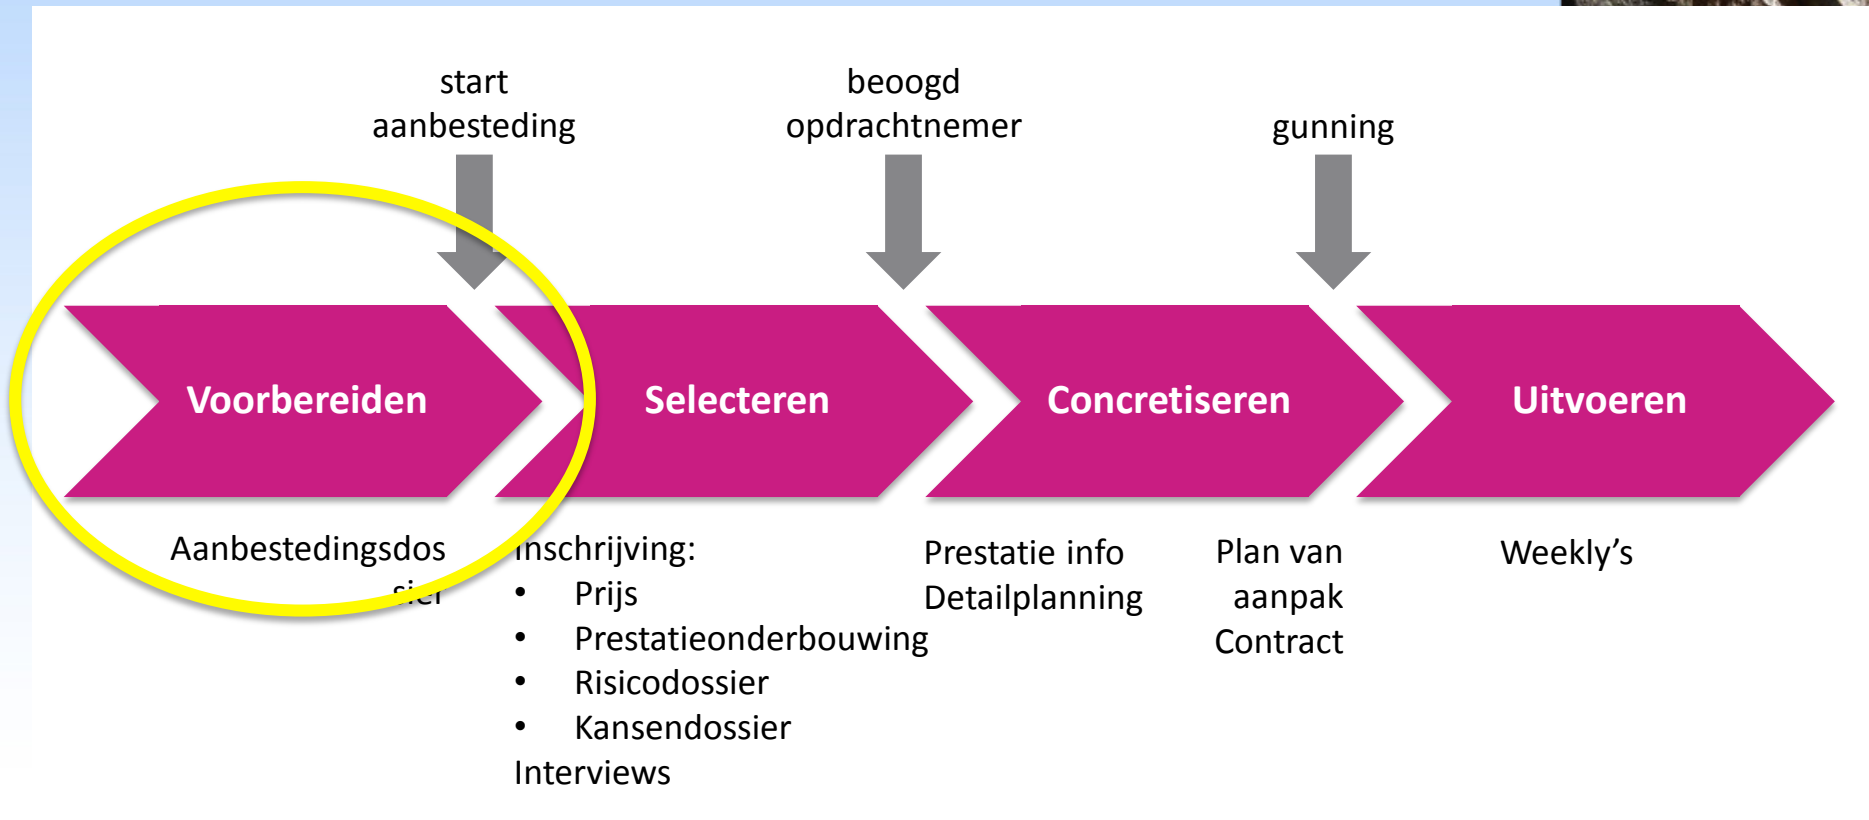 start
aanbesteding
beoogd
opdrachtnemer
gunning
Voorbereiden
Selecteren
Concretiseren
Uitvoeren
Aanbestedingsdos
sier
Inschrijving:
• Prijs
• Prestatieonderbouwing
• Risicodossier
• Kansendossier
Interviews
Prestatie info
Detailplanning
Plan van
aanpak
Contract
Weekly's